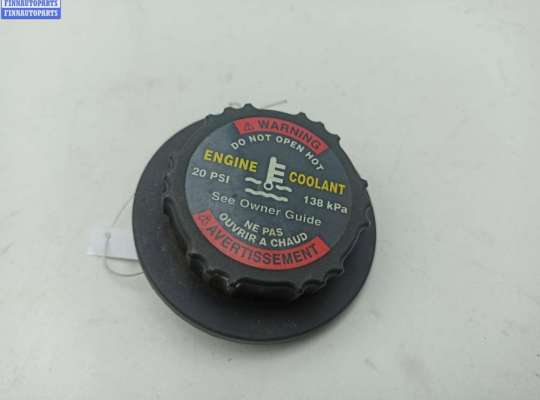 FINNAUTOPARTS
FINNAUTOPARTS
⚠ WARNING
DO NOT OPEN HOT
ENGINE COOLANT
20 PSI 138 kPa
See Owner Guide
NE PAS
OUVRIR A CHAUD
⚠ AVERTISSEMENT